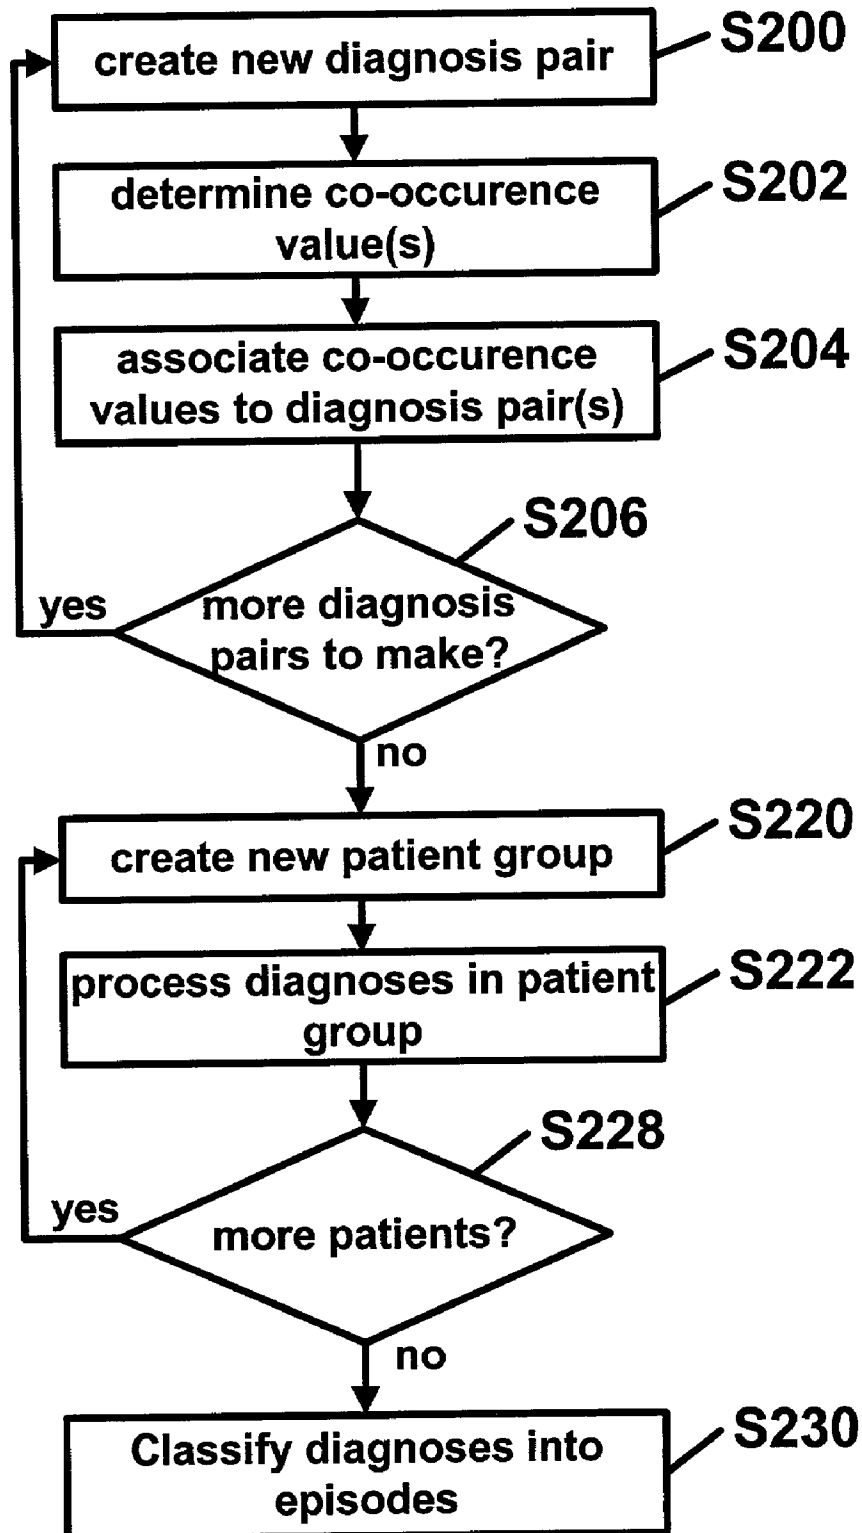 create new diagnosis pair
S200
determine co-occurence
value(s)
S202
associate co-occurence
values to diagnosis pair(s)
S204
S206
more diagnosis
pairs to make?
yes
no
create new patient group
S220
process diagnoses in patient
group
S222
S228
more patients?
yes
no
Classify diagnoses into
episodes
S230